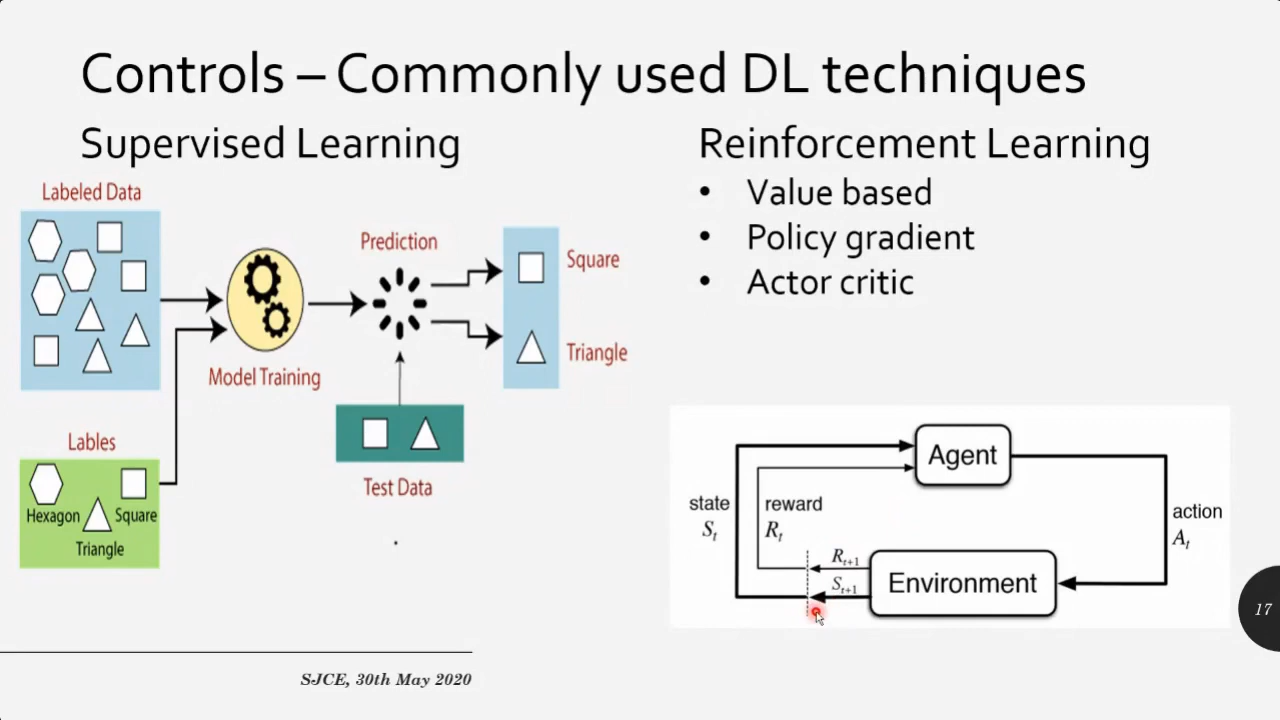 Controls – Commonly used DL techniques
Supervised Learning
Labeled Data
Prediction
Square
Triangle
Model Training
Lables
Hexagon
Square
Triangle
Test Data
Reinforcement Learning
• Value based
• Policy gradient
• Actor critic
Agent
state
S_t
reward
R_t
action
A_t
R_{t+1}
S_{t+1}
Environment
17
SJCE, 30th May 2020